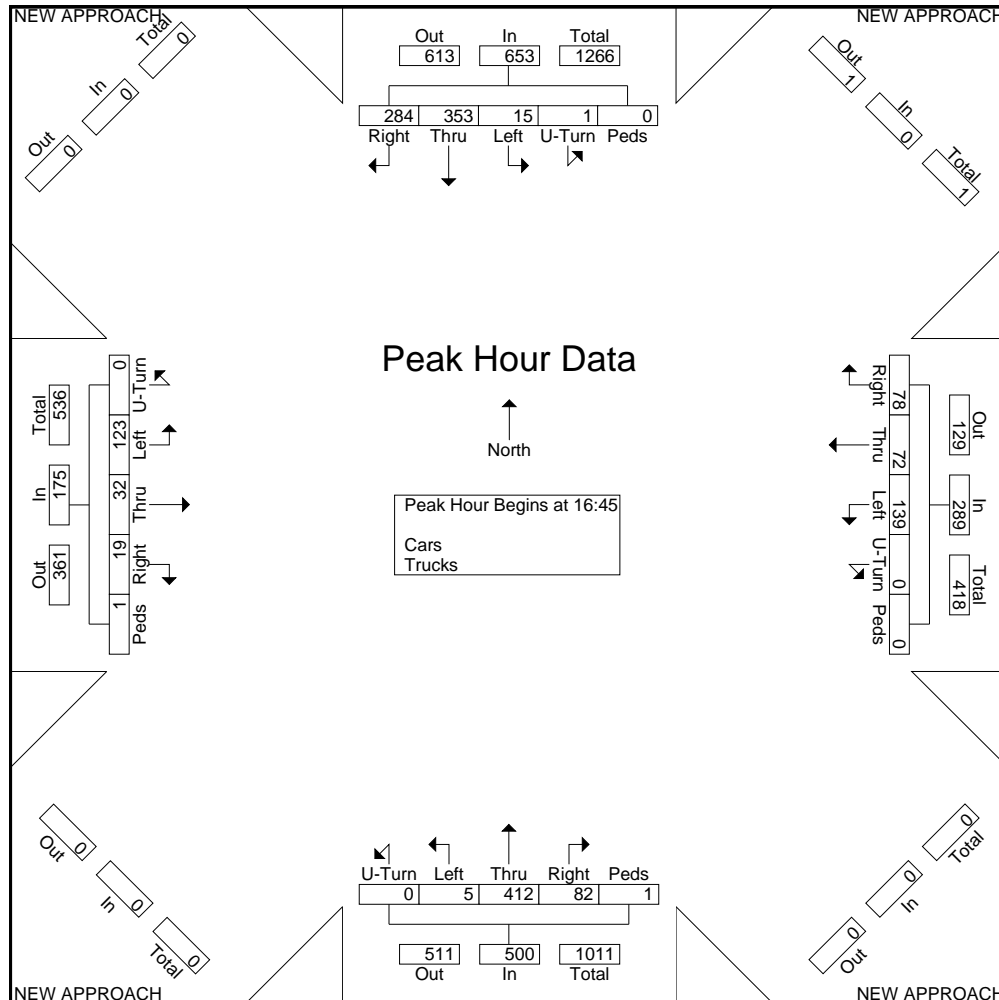 NEW APPROACH
Total
0
In
0
Out
0
Out In Total
613 653 1266
284 353 15 1 0
Right Thru Left U-Turn Peds
NEW APPROACH
Out
1
In
0
Total
1
Peak Hour Data
North
Peak Hour Begins at 16:45
Cars
Trucks
Total In Out
536 175 361
0 123 32 19 1
U-Turn Left Thru Right Peds
Right Thru Left U-Turn Peds
78 72 139 0 0
Out In Total
129 289 418
U-Turn Left Thru Right Peds
0 5 412 82 1
511 500 1011
Out In Total
0
Out
0
In
0
Total
NEW APPROACH
0
Total
0
In
0
Out
NEW APPROACH